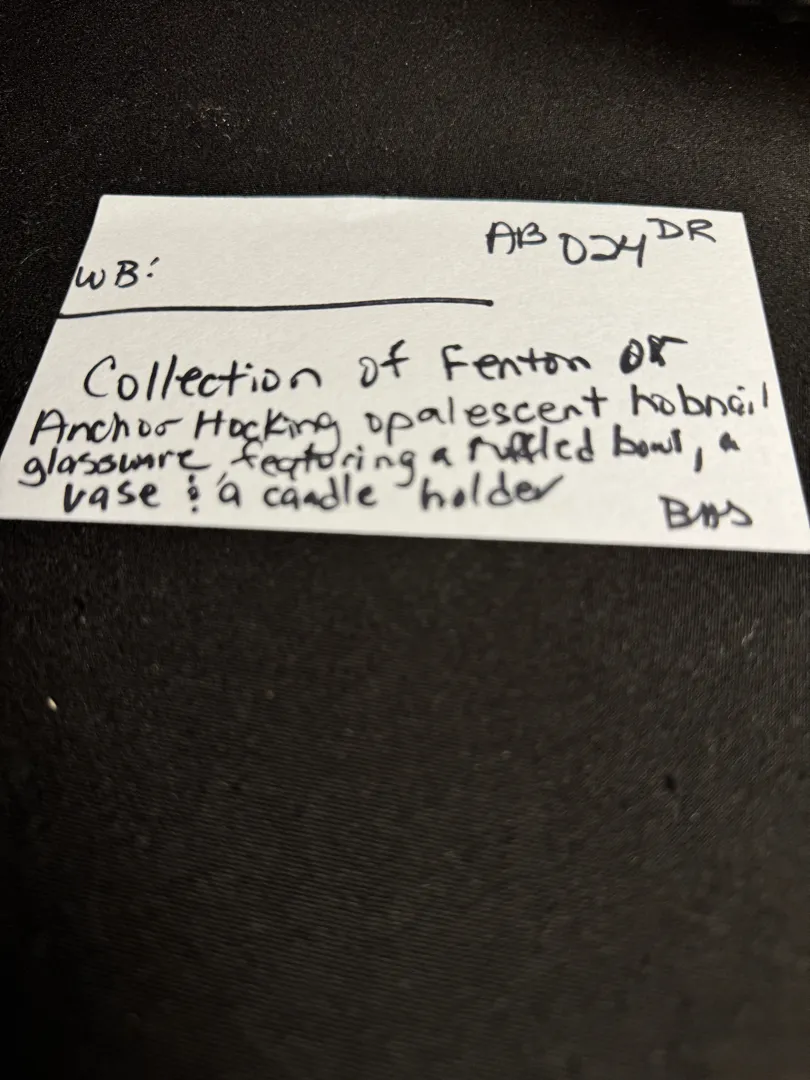 AB 024 DR
WB:
Collection of Fenton or
Anchor Hocking opalescent hobnail
glassware, featuring a ruffled bowl, a
vase & a candle holder